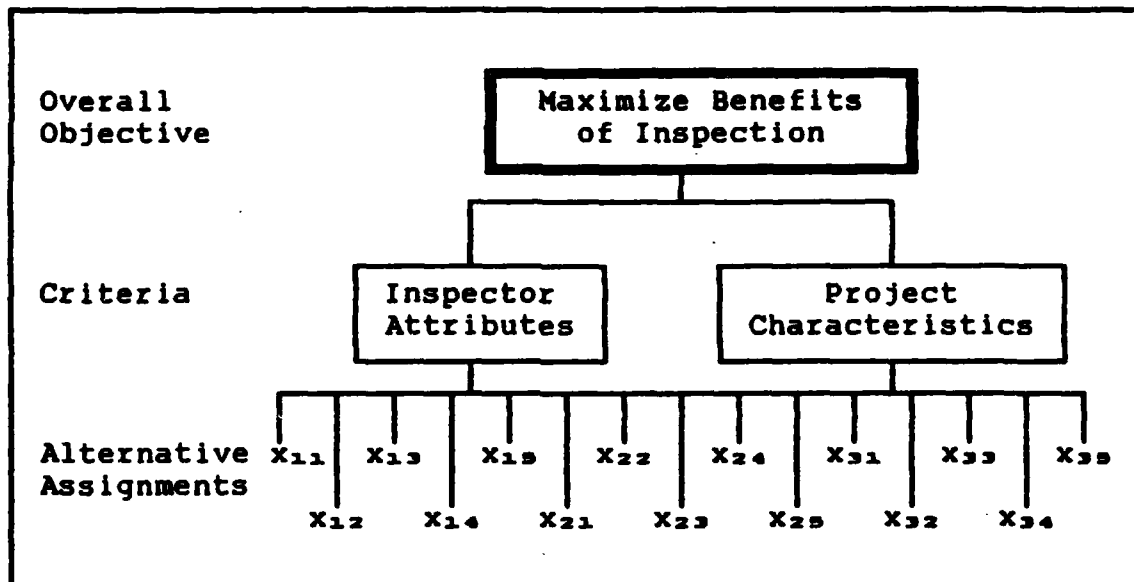 Overall
Objective
Maximize Benefits
of Inspection
Criteria
Inspector
Attributes
Project
Characteristics
Alternative
Assignments
x₁₁ x₁₃ x₁₅ x₂₂ x₂₄ x₃₁ x₃₃ x₃₅
x₁₂ x₁₄ x₂₁ x₂₃ x₂₅ x₃₂ x₃₄